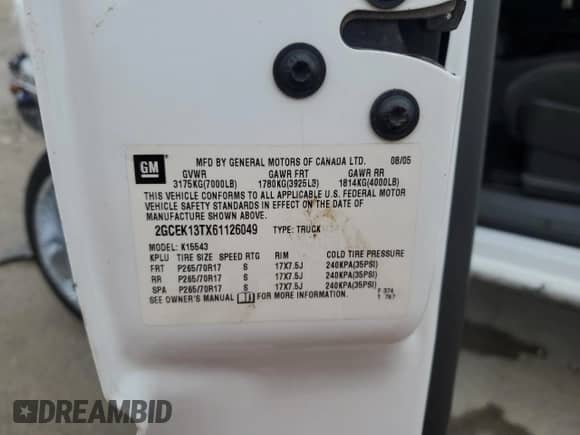 GM
MFD BY GENERAL MOTORS OF CANADA LTD. 08/05
GVWR GAWR FRT GAWR RR
3175KG(7000LB) 1780KG(3925LB) 1814KG(4000LB)
THIS VEHICLE CONFORMS TO ALL APPLICABLE U.S. FEDERAL MOTOR
VEHICLE SAFETY STANDARDS IN EFFECT ON THE DATE OF
MANUFACTURE SHOWN ABOVE.
2GCEK13TX61126049 TYPE: TRUCK
MODEL: K15543
KPLU TIRE SIZE SPEED RTG RIM COLD TIRE PRESSURE
FRT P265/70R17 S 17X7.5J 240KPA(35PSI)
RR P265/70R17 S 17X7.5J 240KPA(35PSI)
SPA P265/70R17 S 17X7.5J 240KPA(35PSI)
SEE OWNER'S MANUAL FOR MORE INFORMATION.
DREAMBID